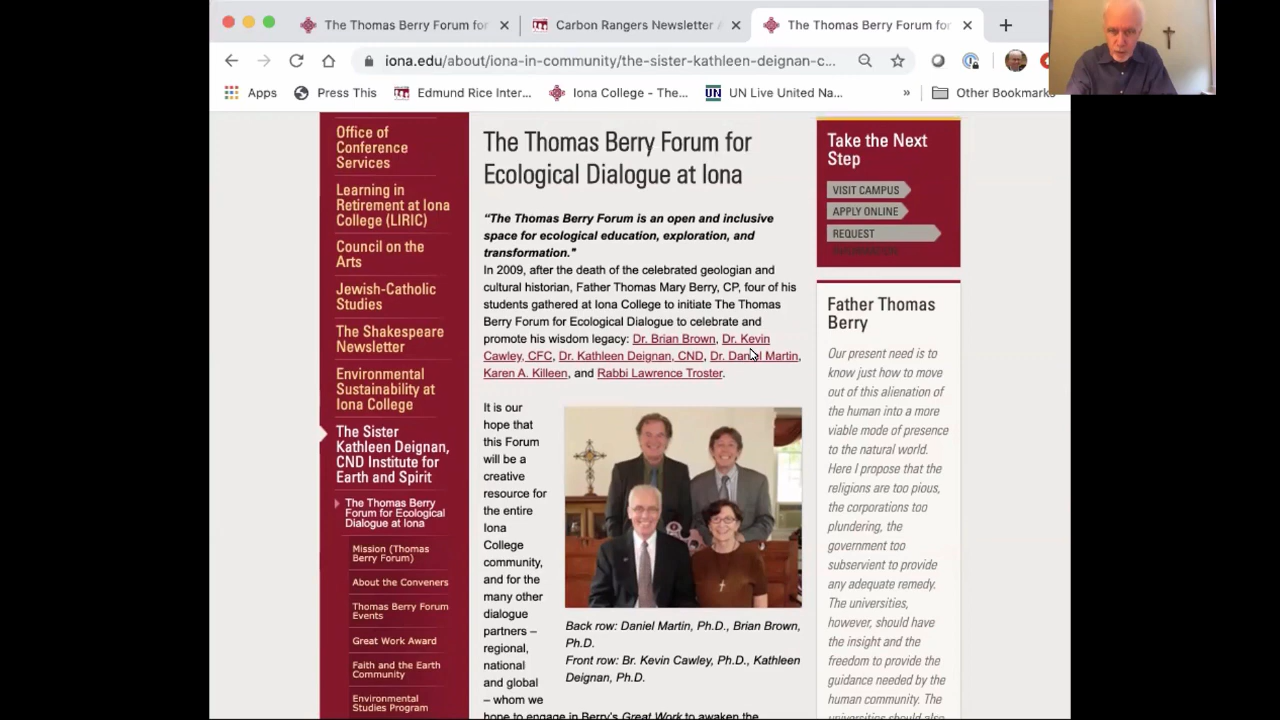 The Thomas Berry Forum for
Carbon Rangers Newsletter
The Thomas Berry Forum for
iona.edu/about/iona-in-community/the-sister-kathleen-deignan-c...
Apps
Press This
Edmund Rice Inter...
Iona College - The...
UN Live United Na...
»
Other Bookmarks
Office of
Conference
Services
Learning in
Retirement at Iona
College (LIRIC)
Council on the
Arts
Jewish-Catholic
Studies
The Shakespeare
Newsletter
Environmental
Sustainability at
Iona College
The Sister
Kathleen Deignan,
CND Institute for
Earth and Spirit
The Thomas Berry
Forum for Ecological
Dialogue at Iona
Mission (Thomas
Berry Forum)
About the Conveners
Thomas Berry Forum
Events
Great Work Award
Faith and the Earth
Community
Environmental
Studies Program
The Thomas Berry Forum for
Ecological Dialogue at Iona
“The Thomas Berry Forum is an open and inclusive
space for ecological education, exploration, and
transformation.”
In 2009, after the death of the celebrated geologian and
cultural historian, Father Thomas Mary Berry, CP, four of his
students gathered at Iona College to initiate The Thomas
Berry Forum for Ecological Dialogue to celebrate and
promote his wisdom legacy: Dr. Brian Brown, Dr. Kevin
Cawley, CFC, Dr. Kathleen Deignan, CND, Dr. Daniel Martin,
Karen A. Killeen, and Rabbi Lawrence Troster.
It is our
hope that
this Forum
will be a
creative
resource for
the entire
Iona
College
community,
and for the
many other
dialogue
partners –
regional,
national
and global
– whom we
hope to engage in Berry's Great Work to awaken the
Back row: Daniel Martin, Ph.D., Brian Brown,
Ph.D.
Front row: Br. Kevin Cawley, Ph.D., Kathleen
Deignan, Ph.D.
Take the Next
Step
VISIT CAMPUS
APPLY ONLINE
REQUEST
INFORMATION
Father Thomas
Berry
Our present need is to
know just how to move
out of this alienation of
the human into a more
viable mode of presence
to the natural world.
Here I propose that the
religions are too pious,
the corporations too
plundering, the
government too
subservient to provide
any adequate remedy.
The universities,
however, should have
the insight and the
freedom to provide the
guidance needed by the
human community. The
universities should also